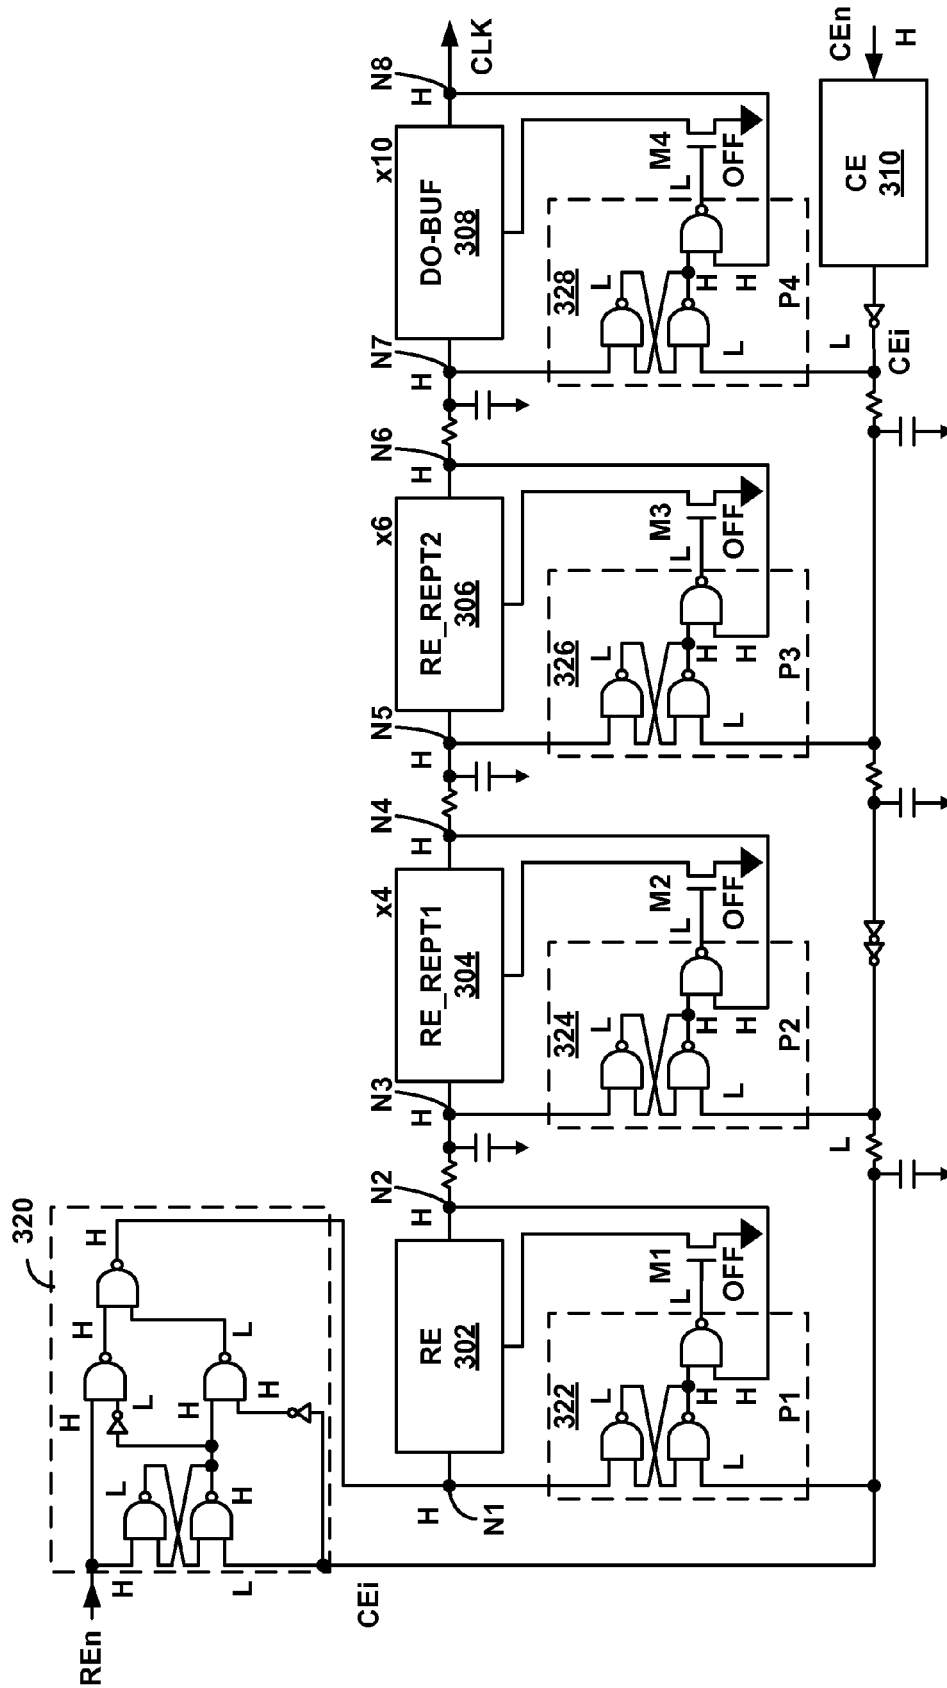 320
REn
H
H
H
L
L
H
H
L
H
L
H
L
H
CEi
H
N1
RE
302
N2
H
N3
H
x4
RE_REPT1
304
N4
H
N5
H
x6
RE_REPT2
306
N6
H
N7
H
x10
DO-BUF
308
N8
H
CLK
322
L
H
H
L
P1
L
M1
OFF
324
L
H
H
L
P2
L
M2
OFF
326
L
H
H
L
P3
L
M3
OFF
328
L
H
H
L
P4
L
M4
OFF
L
L
CEi
CE
310
CEn
H